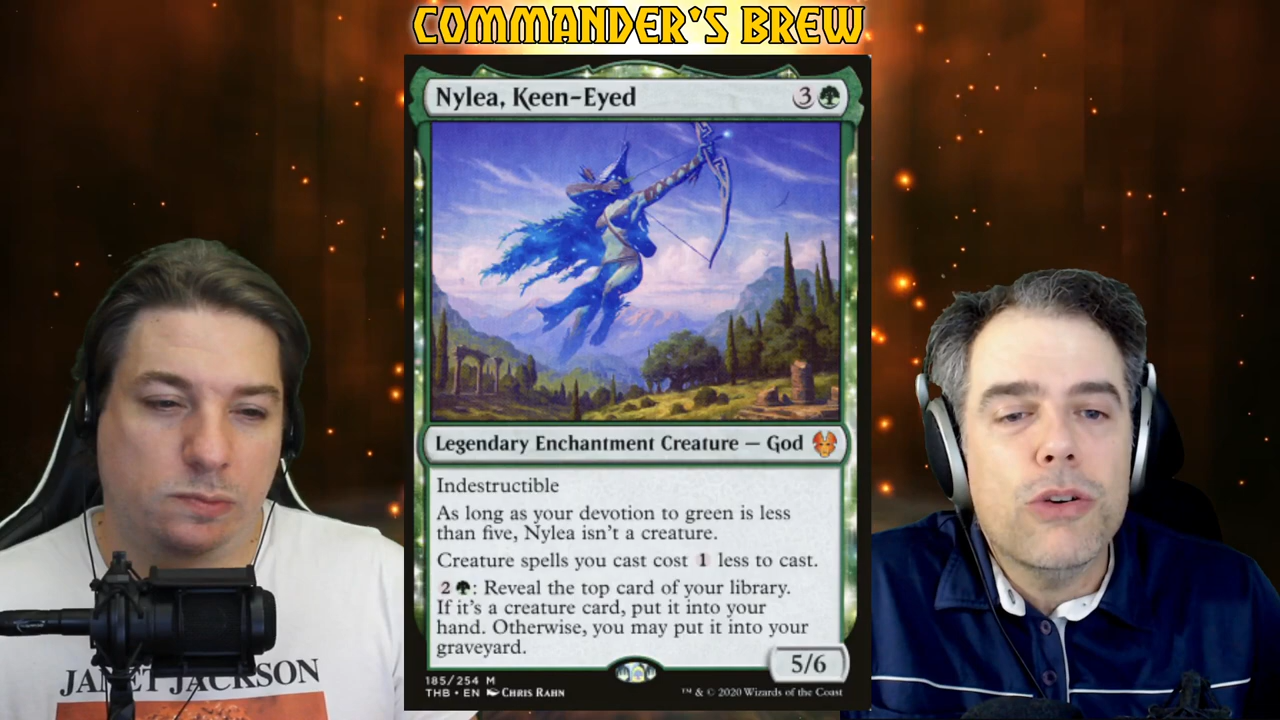 COMMANDER'S BREW
Nylea, Keen-Eyed 3
Legendary Enchantment Creature — God
Indestructible
As long as your devotion to green is less
than five, Nylea isn't a creature.
Creature spells you cast cost 1 less to cast.
2 : Reveal the top card of your library.
If it's a creature card, put it into your
hand. Otherwise, you may put it into your
graveyard.
5/6
185/254 M
THB • EN Chris Rahn
™ & © 2020 Wizards of the Coast
JANET JACKSON